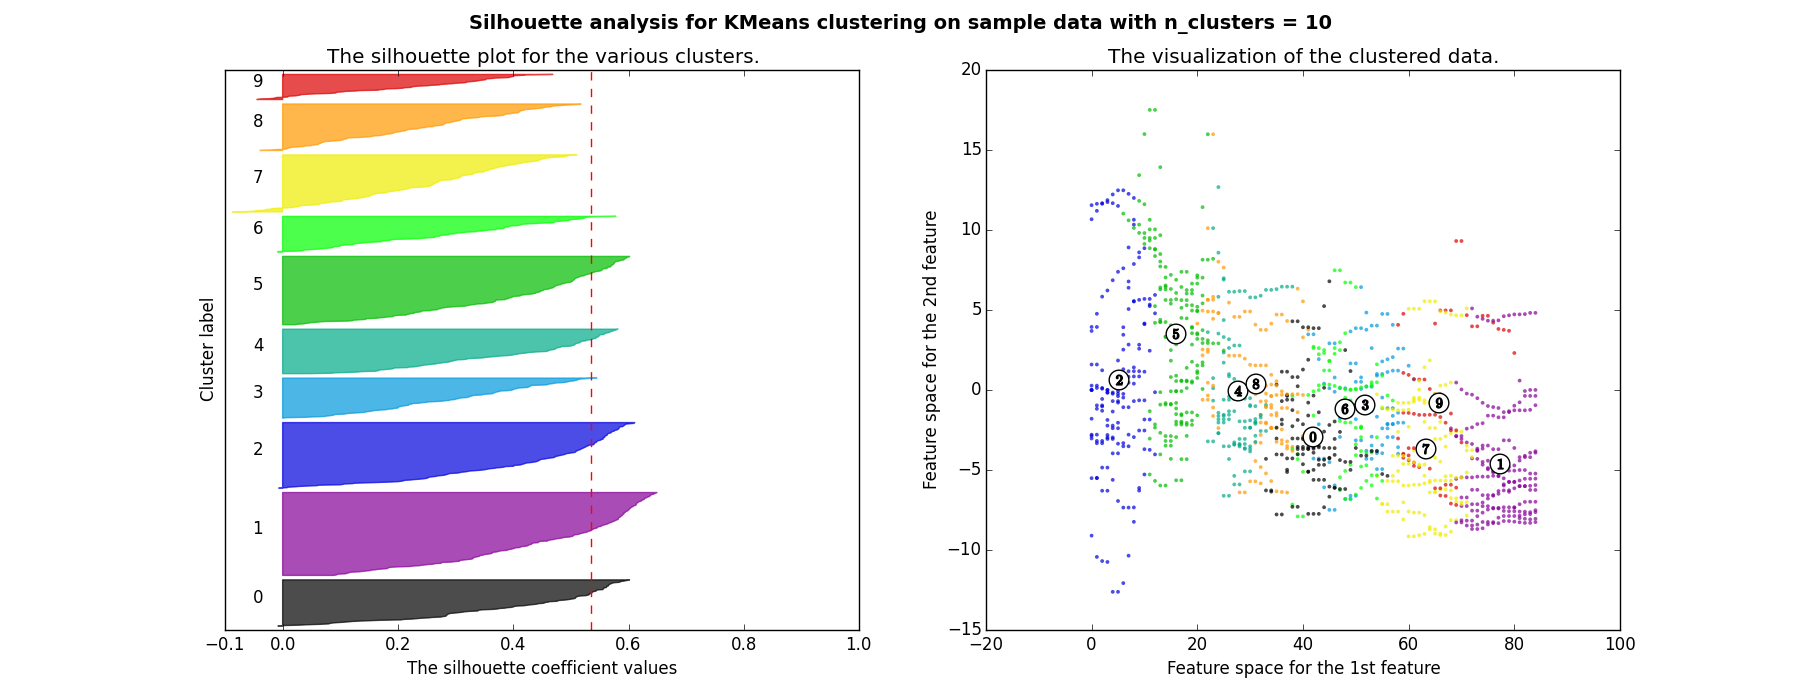 Silhouette analysis for KMeans clustering on sample data with n_clusters = 10
The silhouette plot for the various clusters.
9
8
7
6
5
4
3
2
1
0
Cluster label
−0.1 0.0 0.2 0.4 0.6 0.8 1.0
The silhouette coefficient values
The visualization of the clustered data.
20
15
10
5
0
−5
−10
−15
Feature space for the 2nd feature
5
2
4 8
6 3 9
0
7
1
−20 0 20 40 60 80 100
Feature space for the 1st feature